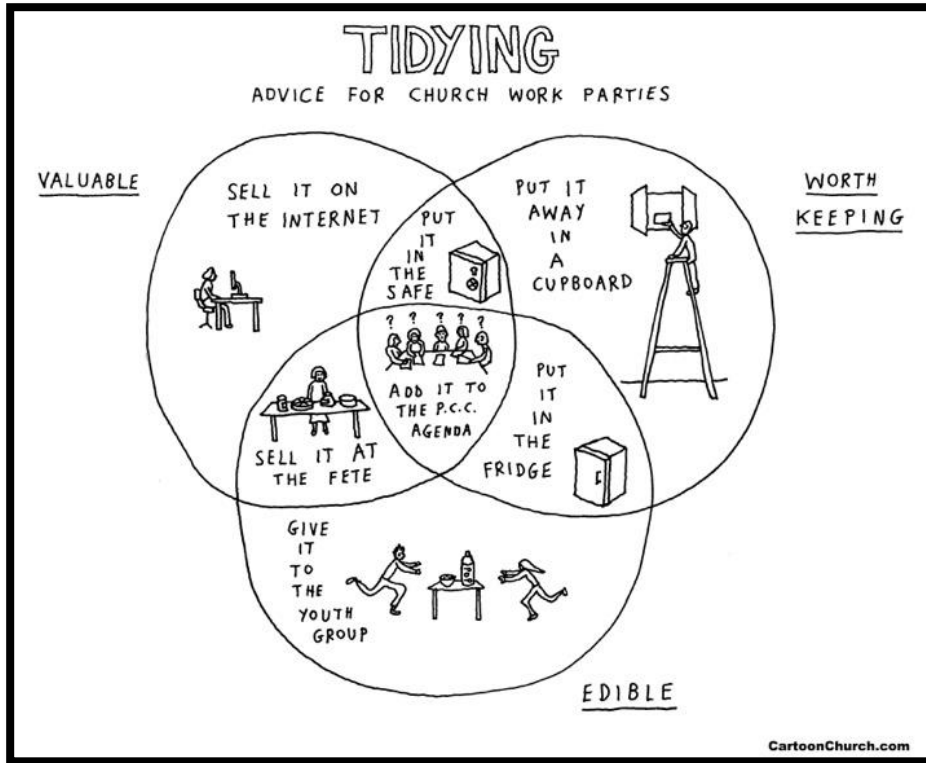 TIDYING
ADVICE FOR CHURCH WORK PARTIES
VALUABLE
SELL IT ON
THE INTERNET
PUT
IT
IN
THE
SAFE
PUT IT
AWAY
IN
A
CUPBOARD
WORTH
KEEPING
? ? ? ? ?
ADD IT TO
THE P.C.C.
AGENDA
SELL IT AT
THE FETE
PUT
IT
IN
THE
FRIDGE
GIVE
IT
TO
THE
YOUTH
GROUP
POP
EDIBLE
CartoonChurch.com